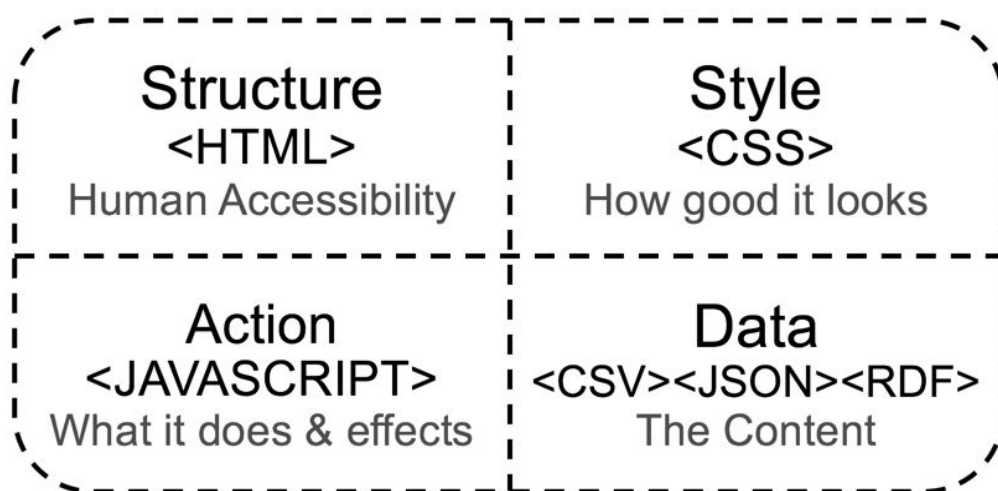 Structure
<HTML>
Human Accessibility
Style
<CSS>
How good it looks
Action
<JAVASCRIPT>
What it does & effects
Data
<CSV><JSON><RDF>
The Content